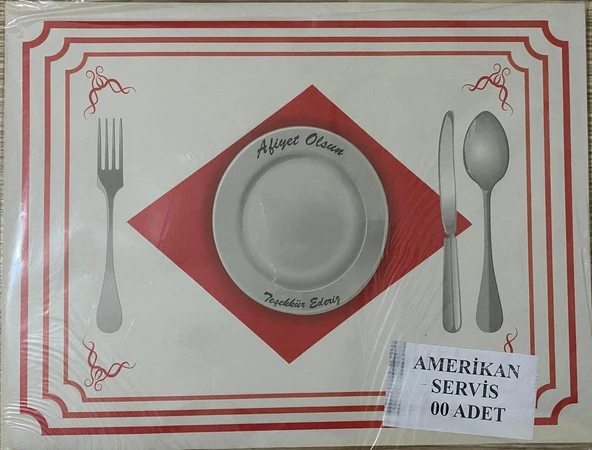 Afiyet Olsun
Teşekkür Ederiz
AMERİKAN
SERVİS
00 ADET